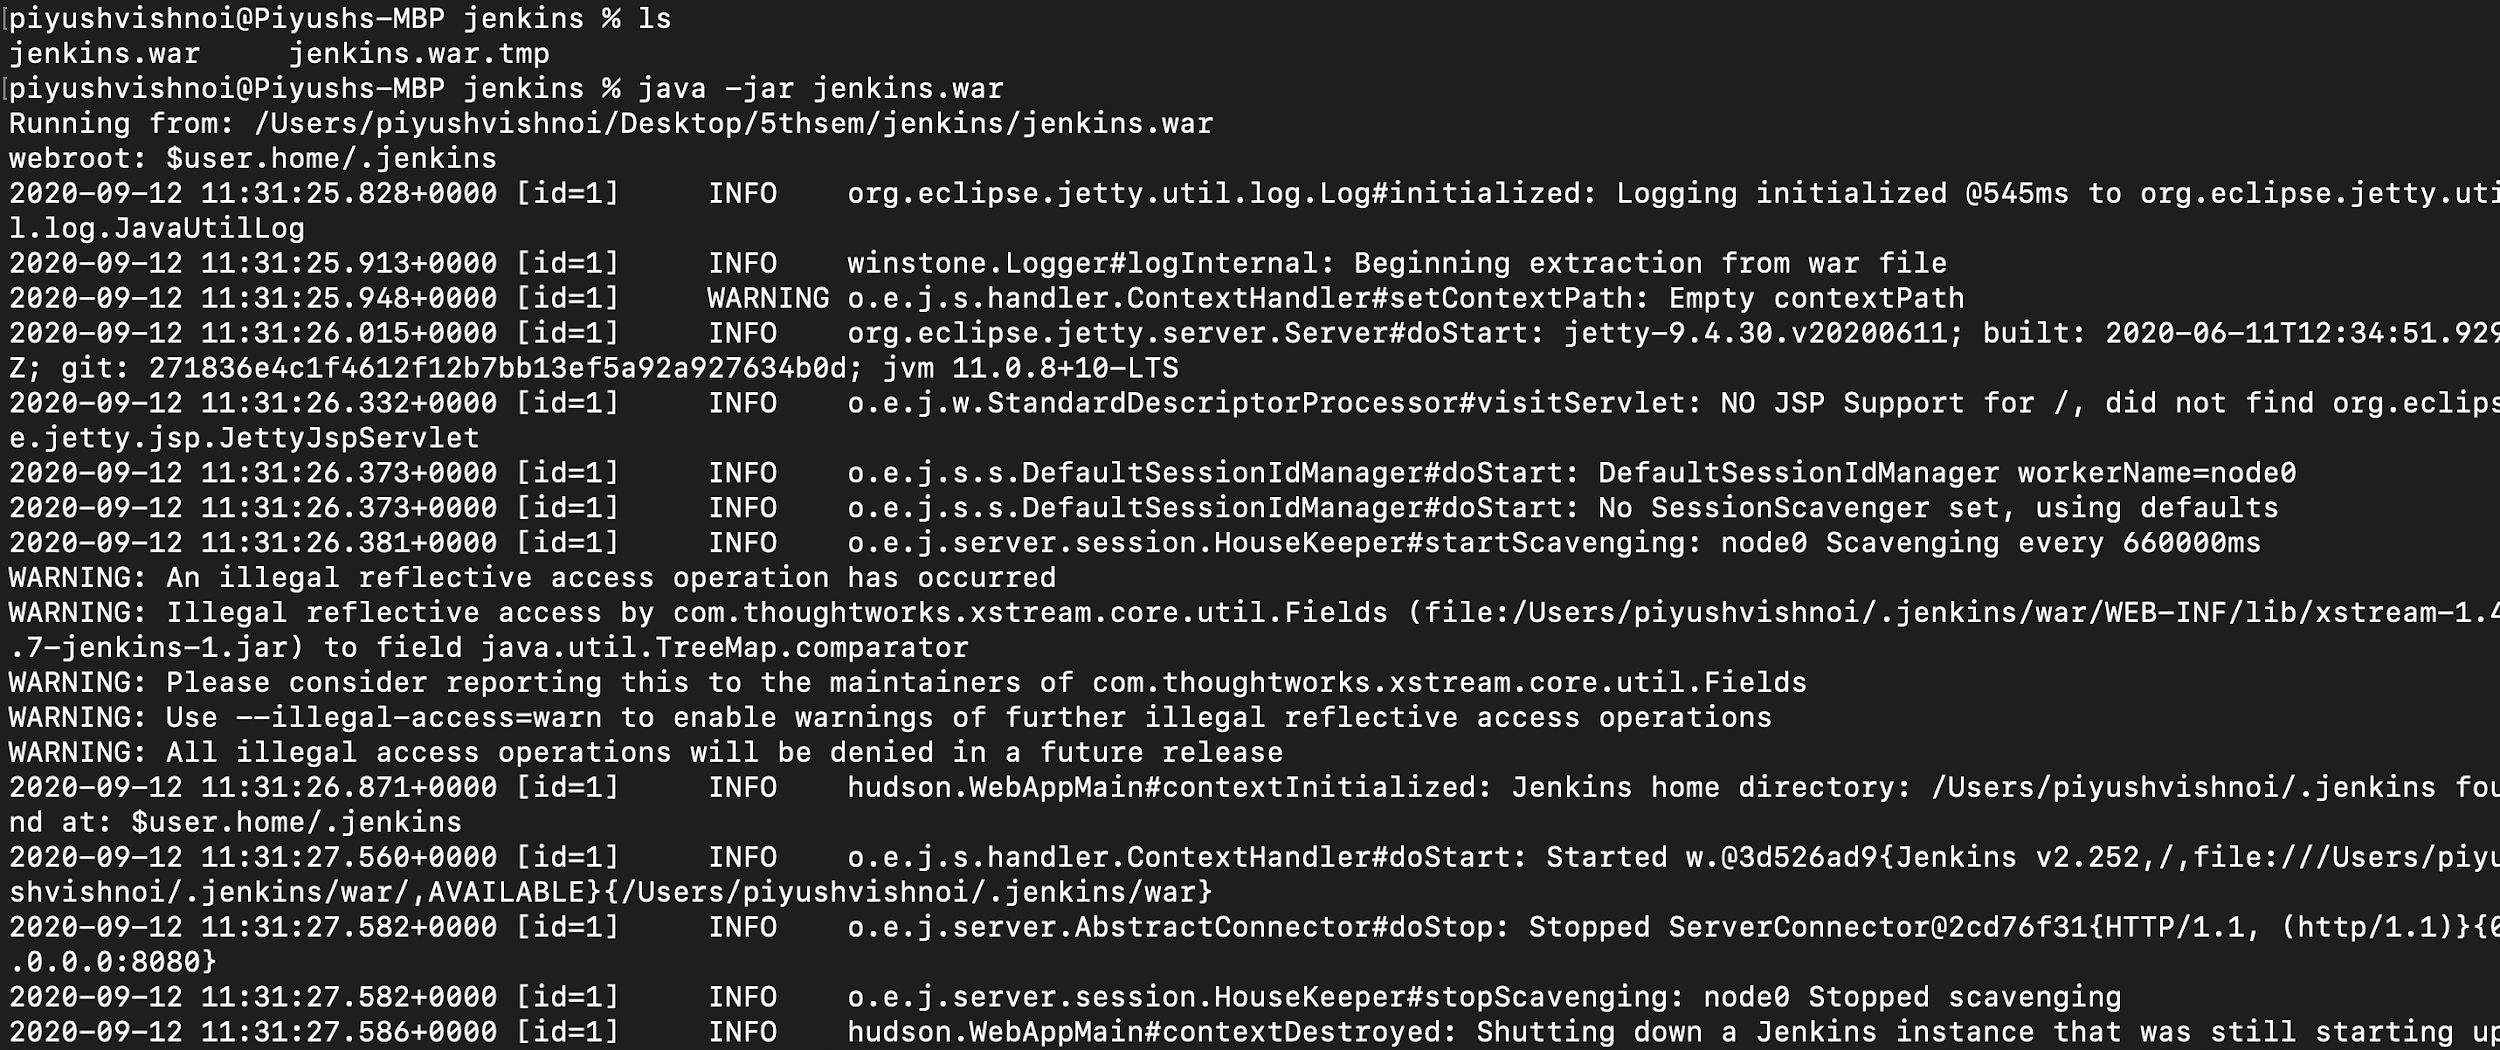 piyushvishnoi@Piyushs-MBP jenkins % ls
jenkins.war     jenkins.war.tmp
piyushvishnoi@Piyushs-MBP jenkins % java -jar jenkins.war
Running from: /Users/piyushvishnoi/Desktop/5thsem/jenkins/jenkins.war
webroot: $user.home/.jenkins
2020-09-12 11:31:25.828+0000 [id=1]     INFO    org.eclipse.jetty.util.log.Log#initialized: Logging initialized @545ms to org.eclipse.jetty.uti
l.log.JavaUtilLog
2020-09-12 11:31:25.913+0000 [id=1]     INFO    winstone.Logger#logInternal: Beginning extraction from war file
2020-09-12 11:31:25.948+0000 [id=1]     WARNING o.e.j.s.handler.ContextHandler#setContextPath: Empty contextPath
2020-09-12 11:31:26.015+0000 [id=1]     INFO    org.eclipse.jetty.server.Server#doStart: jetty-9.4.30.v20200611; built: 2020-06-11T12:34:51.929
Z; git: 271836e4c1f4612f12b7bb13ef5a92a927634b0d; jvm 11.0.8+10-LTS
2020-09-12 11:31:26.332+0000 [id=1]     INFO    o.e.j.w.StandardDescriptorProcessor#visitServlet: NO JSP Support for /, did not find org.eclips
e.jetty.jsp.JettyJspServlet
2020-09-12 11:31:26.373+0000 [id=1]     INFO    o.e.j.s.s.DefaultSessionIdManager#doStart: DefaultSessionIdManager workerName=node0
2020-09-12 11:31:26.373+0000 [id=1]     INFO    o.e.j.s.s.DefaultSessionIdManager#doStart: No SessionScavenger set, using defaults
2020-09-12 11:31:26.381+0000 [id=1]     INFO    o.e.j.server.session.HouseKeeper#startScavenging: node0 Scavenging every 660000ms
WARNING: An illegal reflective access operation has occurred
WARNING: Illegal reflective access by com.thoughtworks.xstream.core.util.Fields (file:/Users/piyushvishnoi/.jenkins/war/WEB-INF/lib/xstream-1.4
.7-jenkins-1.jar) to field java.util.TreeMap.comparator
WARNING: Please consider reporting this to the maintainers of com.thoughtworks.xstream.core.util.Fields
WARNING: Use --illegal-access=warn to enable warnings of further illegal reflective access operations
WARNING: All illegal access operations will be denied in a future release
2020-09-12 11:31:26.871+0000 [id=1]     INFO    hudson.WebAppMain#contextInitialized: Jenkins home directory: /Users/piyushvishnoi/.jenkins fou
nd at: $user.home/.jenkins
2020-09-12 11:31:27.560+0000 [id=1]     INFO    o.e.j.s.handler.ContextHandler#doStart: Started w.@3d526ad9{Jenkins v2.252,/,file:///Users/piyu
shvishnoi/.jenkins/war/,AVAILABLE}{/Users/piyushvishnoi/.jenkins/war}
2020-09-12 11:31:27.582+0000 [id=1]     INFO    o.e.j.server.AbstractConnector#doStop: Stopped ServerConnector@2cd76f31{HTTP/1.1, (http/1.1)}{0
.0.0.0:8080}
2020-09-12 11:31:27.582+0000 [id=1]     INFO    o.e.j.server.session.HouseKeeper#stopScavenging: node0 Stopped scavenging
2020-09-12 11:31:27.586+0000 [id=1]     INFO    hudson.WebAppMain#contextDestroyed: Shutting down a Jenkins instance that was still starting up